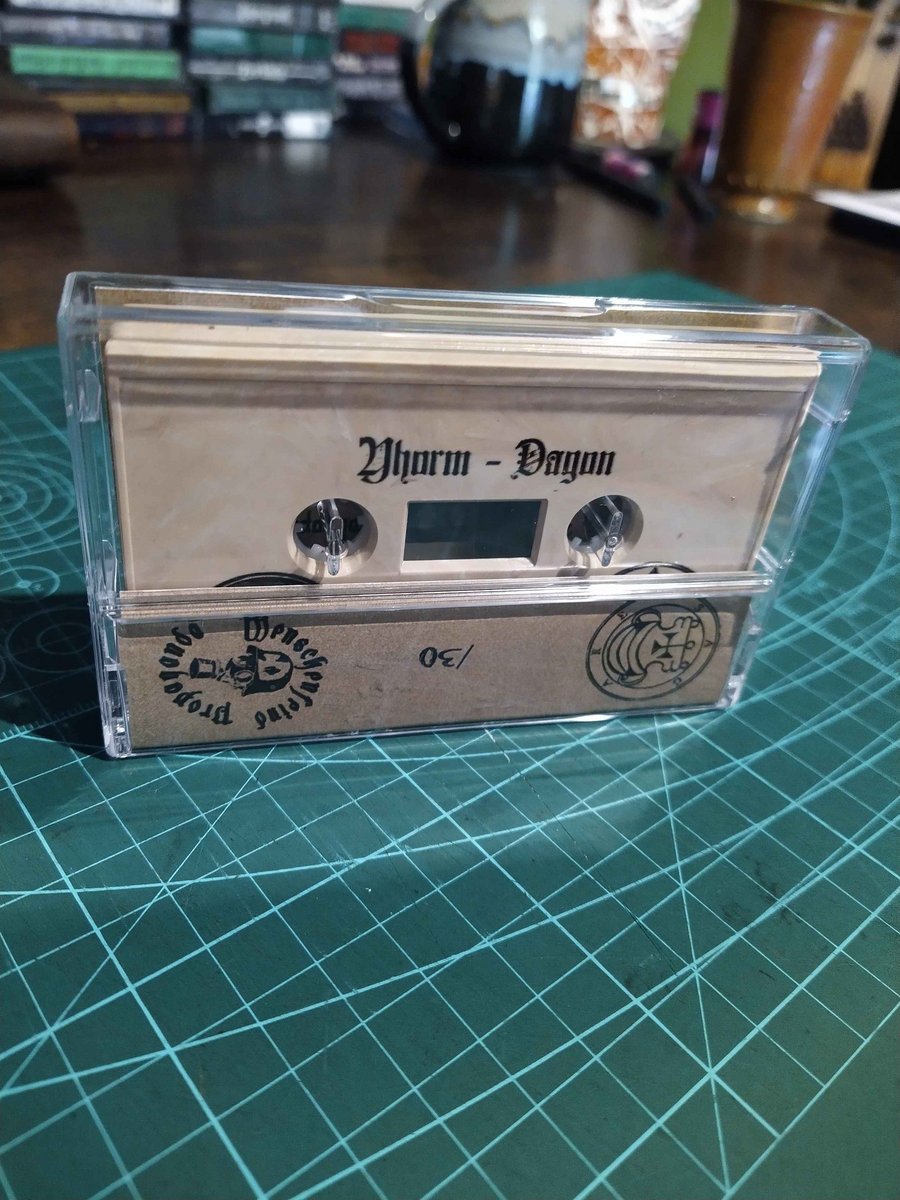 Yhorm - Dagon
Menschenfeind Propaganda
/30